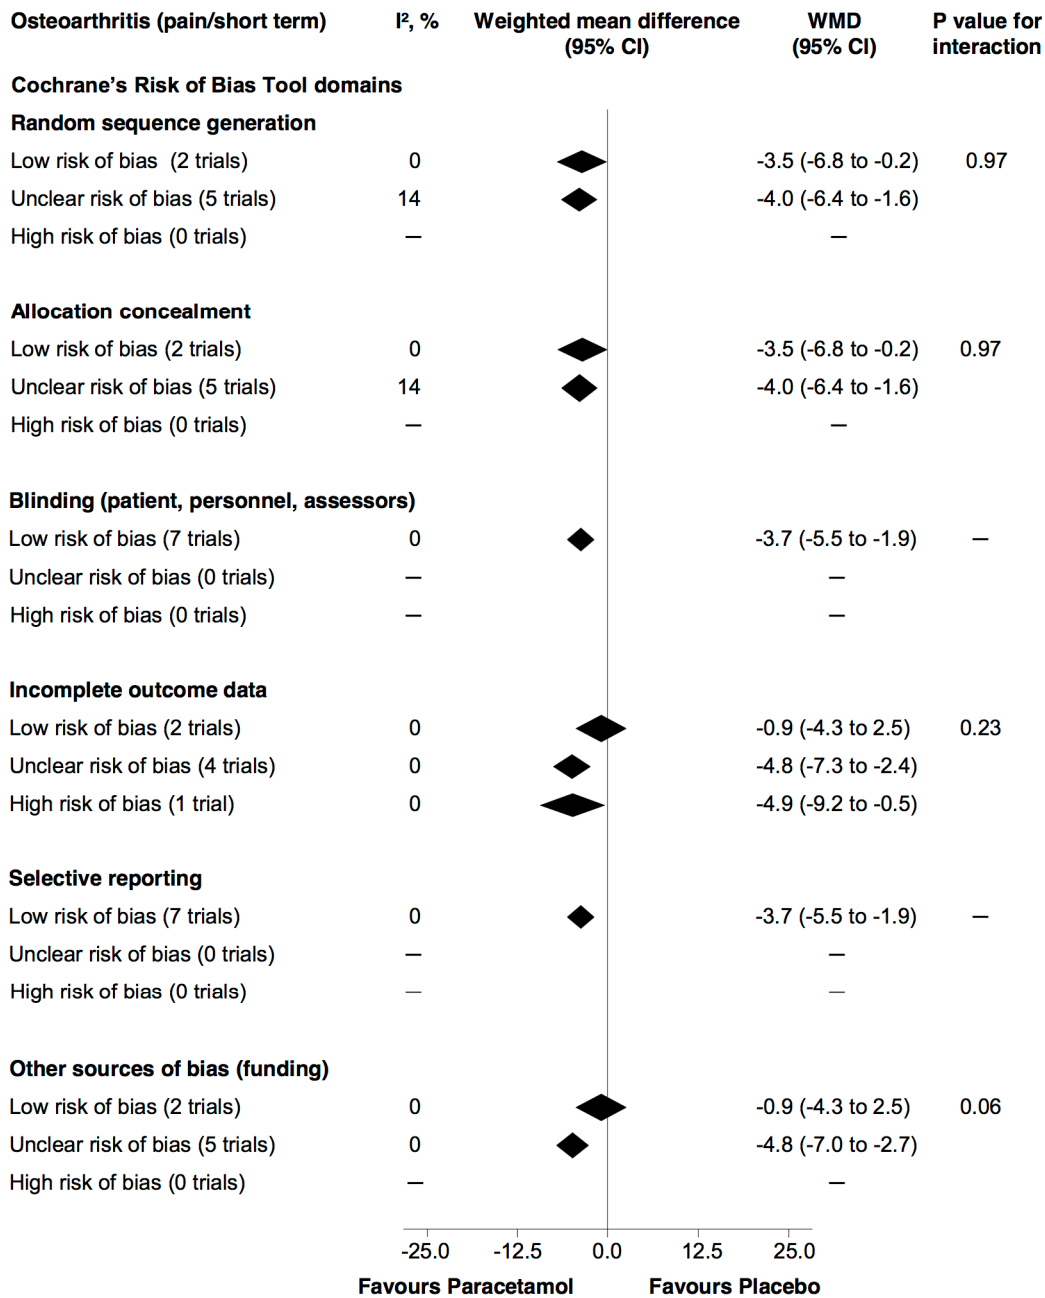 Osteoarthritis (pain/short term) I², % Weighted mean difference (95% CI) WMD (95% CI) P value for interaction
Cochrane's Risk of Bias Tool domains
Random sequence generation
Low risk of bias (2 trials) 0 -3.5 (-6.8 to -0.2) 0.97
Unclear risk of bias (5 trials) 14 -4.0 (-6.4 to -1.6)
High risk of bias (0 trials) — —
Allocation concealment
Low risk of bias (2 trials) 0 -3.5 (-6.8 to -0.2) 0.97
Unclear risk of bias (5 trials) 14 -4.0 (-6.4 to -1.6)
High risk of bias (0 trials) — —
Blinding (patient, personnel, assessors)
Low risk of bias (7 trials) 0 -3.7 (-5.5 to -1.9) —
Unclear risk of bias (0 trials) — —
High risk of bias (0 trials) — —
Incomplete outcome data
Low risk of bias (2 trials) 0 -0.9 (-4.3 to 2.5) 0.23
Unclear risk of bias (4 trials) 0 -4.8 (-7.3 to -2.4)
High risk of bias (1 trial) 0 -4.9 (-9.2 to -0.5)
Selective reporting
Low risk of bias (7 trials) 0 -3.7 (-5.5 to -1.9) —
Unclear risk of bias (0 trials) — —
High risk of bias (0 trials) — —
Other sources of bias (funding)
Low risk of bias (2 trials) 0 -0.9 (-4.3 to 2.5) 0.06
Unclear risk of bias (5 trials) 0 -4.8 (-7.0 to -2.7)
High risk of bias (0 trials) — —
-25.0 -12.5 0.0 12.5 25.0
Favours Paracetamol Favours Placebo